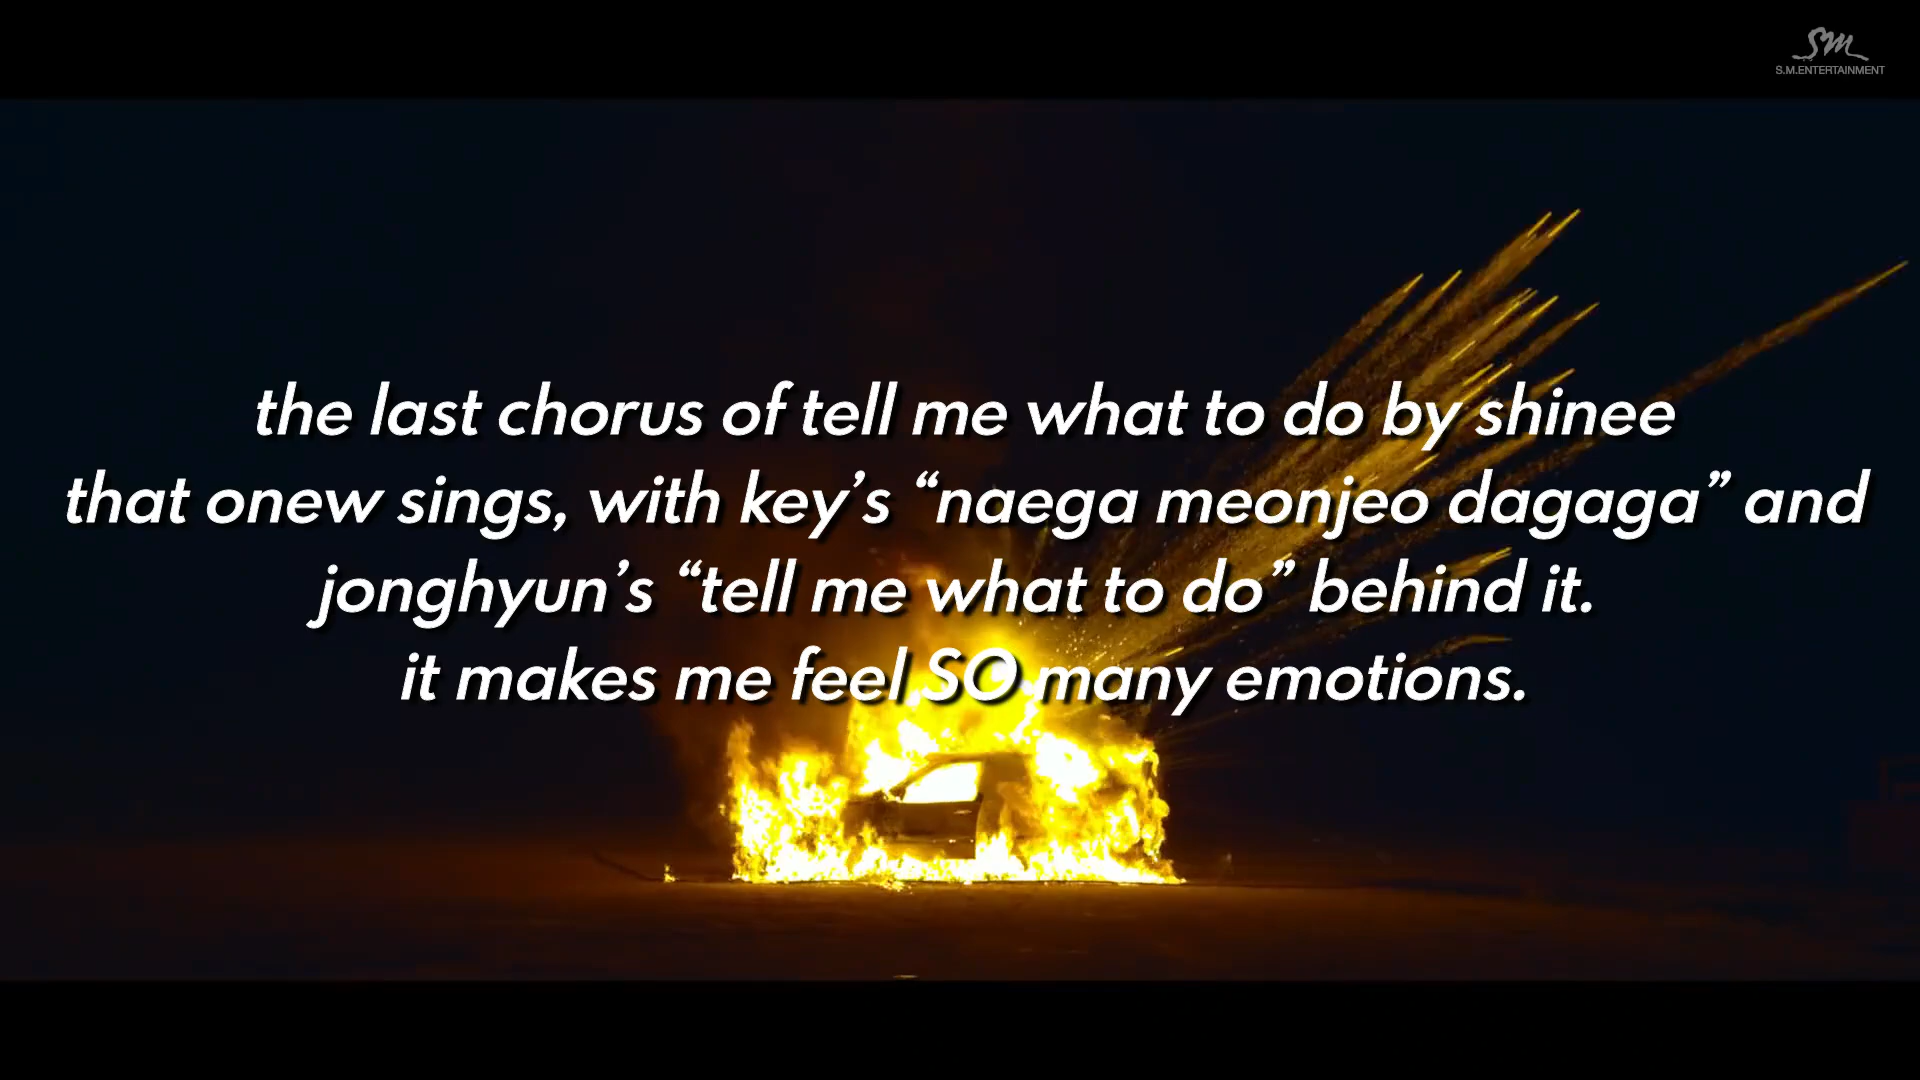 SM
S.M.ENTERTAINMENT
the last chorus of tell me what to do by shinee
that onew sings, with key’s “naega meonjeo dagaga” and
jonghyun’s “tell me what to do” behind it.
it makes me feel SO many emotions.